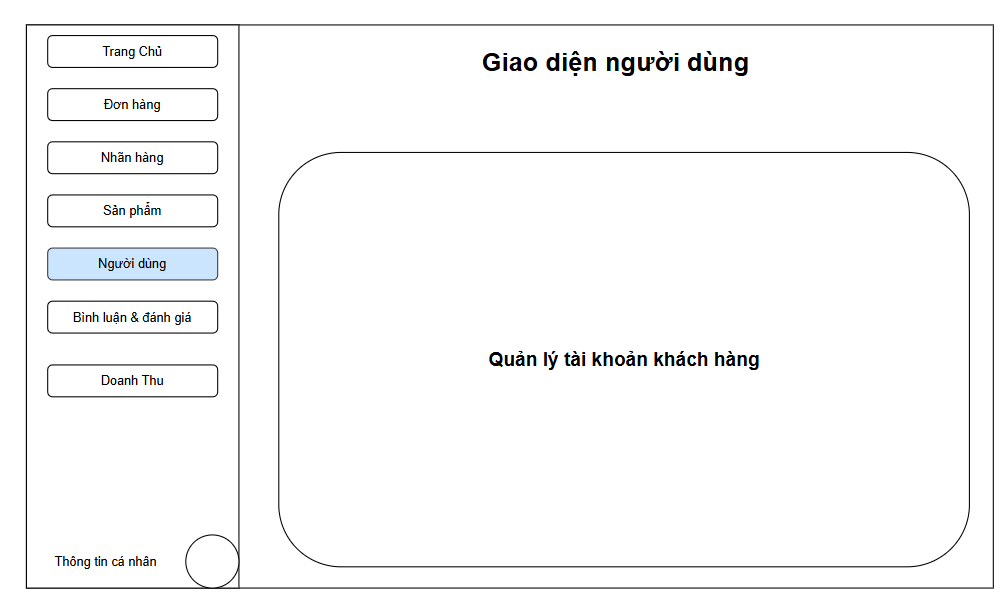 Trang Chủ
Đơn hàng
Nhãn hàng
Sản phẩm
Người dùng
Bình luận & đánh giá
Doanh Thu
Thông tin cá nhân
Giao diện người dùng
Quản lý tài khoản khách hàng